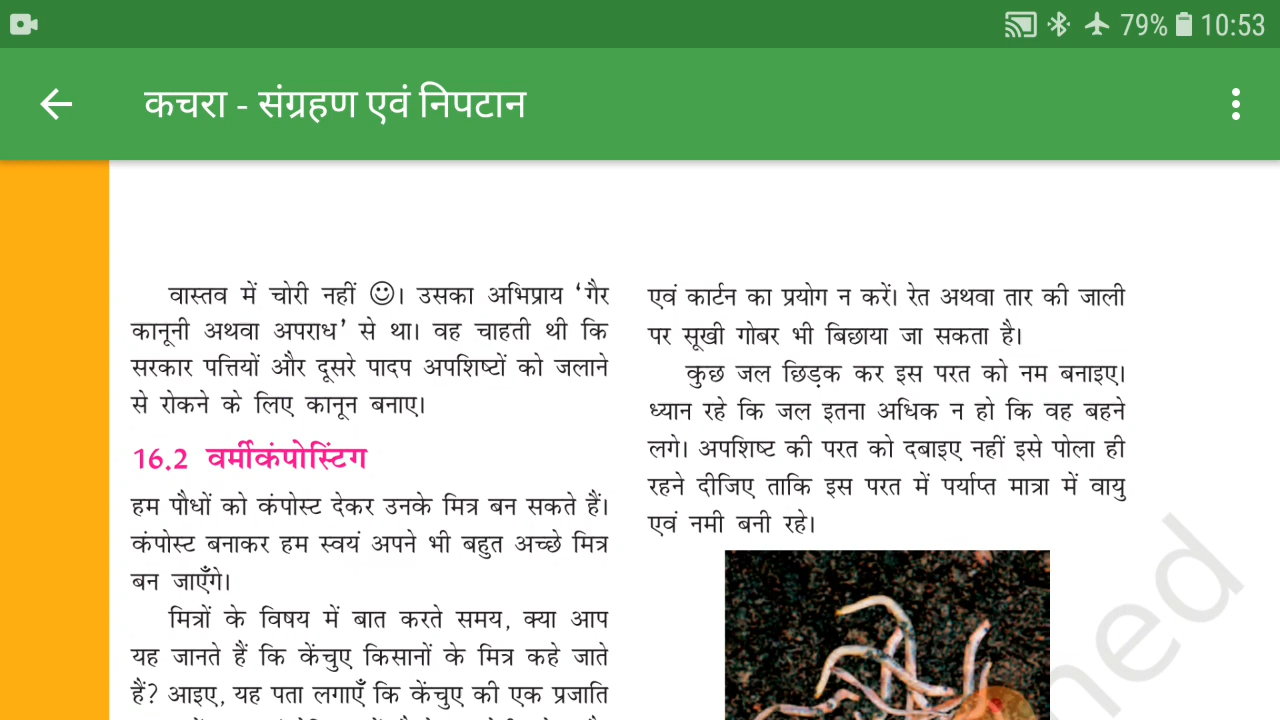 79% 10:53
कचरा - संग्रहण एवं निपटान
वास्तव में चोरी नहीं ☺। उसका अभिप्राय ‘गैर
कानूनी अथवा अपराध’ से था। वह चाहती थी कि
सरकार पत्तियों और दूसरे पादप अपशिष्टों को जलाने
से रोकने के लिए कानून बनाए।
16.2 वर्मीकंपोस्टिंग
हम पौधों को कंपोस्ट देकर उनके मित्र बन सकते हैं।
कंपोस्ट बनाकर हम स्वयं अपने भी बहुत अच्छे मित्र
बन जाएँगे।
मित्रों के विषय में बात करते समय, क्या आप
यह जानते हैं कि केंचुए किसानों के मित्र कहे जाते
हैं? आइए, यह पता लगाएँ कि केंचुए की एक प्रजाति
एवं कार्टन का प्रयोग न करें। रेत अथवा तार की जाली
पर सूखी गोबर भी बिछाया जा सकता है।
कुछ जल छिड़क कर इस परत को नम बनाइए।
ध्यान रहे कि जल इतना अधिक न हो कि वह बहने
लगे। अपशिष्ट की परत को दबाइए नहीं इसे पोला ही
रहने दीजिए ताकि इस परत में पर्याप्त मात्रा में वायु
एवं नमी बनी रहे।